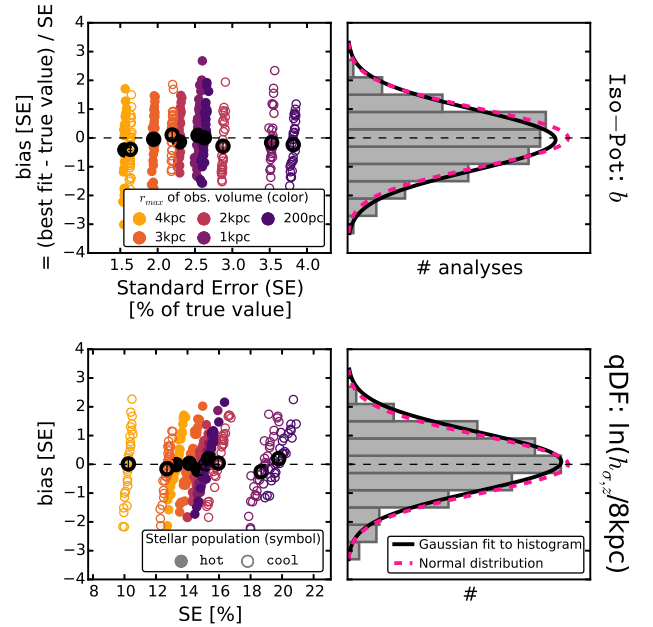 = (best fit - true value) / SE
bias [SE]
4
3
2
1
0
−1
−2
−3
−4
r_max of obs. volume (color)
4kpc 2kpc 200pc
3kpc 1kpc
1.5 2.0 2.5 3.0 3.5 4.0
Standard Error (SE)
[% of true value]
# analyses
Iso−Pot: b
bias [SE]
4
3
2
1
0
−1
−2
−3
−4
Stellar population (symbol)
hot cool
8 10 12 14 16 18 20 22
SE [%]
Gaussian fit to histogram
Normal distribution
#
qDF: ln(h_{σ,z}/8kpc)